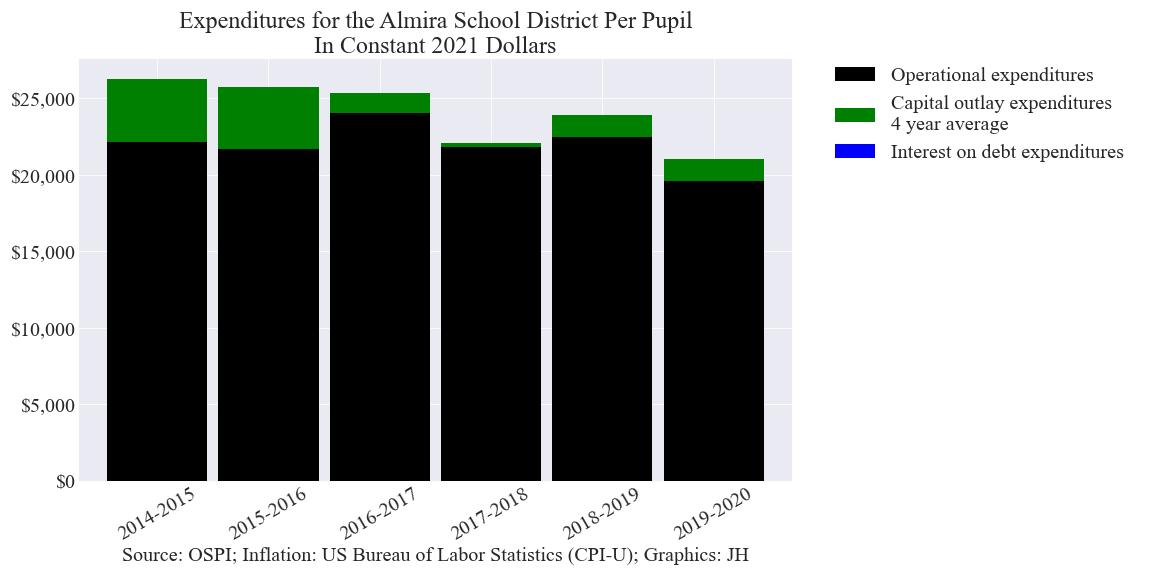 Expenditures for the Almira School District Per Pupil
In Constant 2021 Dollars
Operational expenditures
Capital outlay expenditures
4 year average
Interest on debt expenditures
$25,000
$20,000
$15,000
$10,000
$5,000
$0
2014-2015
2015-2016
2016-2017
2017-2018
2018-2019
2019-2020
Source: OSPI; Inflation: US Bureau of Labor Statistics (CPI-U); Graphics: JH